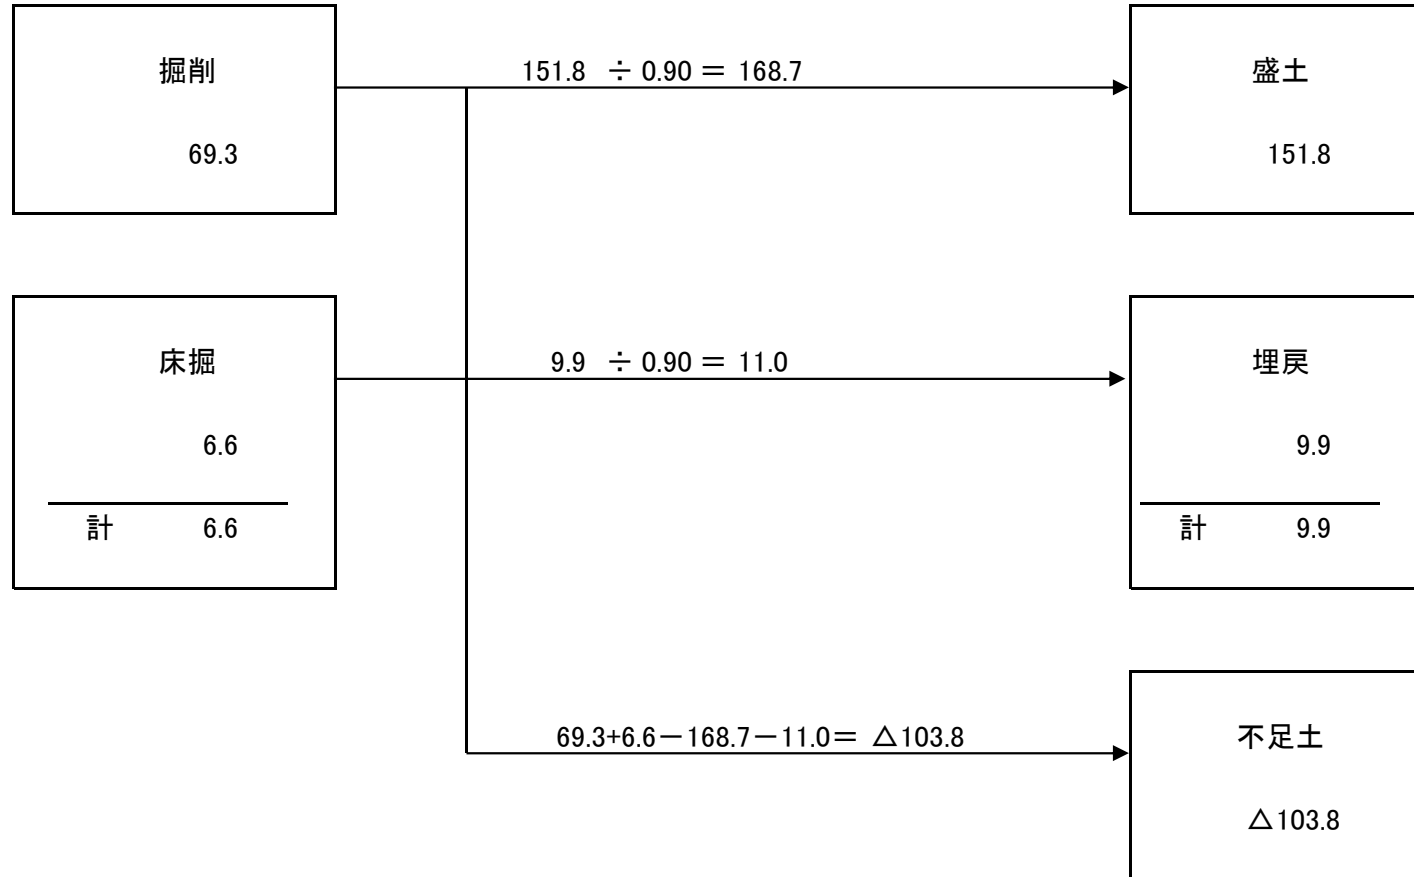 掘削
151.8 ÷ 0.90 = 168.7
盛土
69.3
151.8
床掘
9.9 ÷ 0.90 = 11.0
埋戻
6.6
9.9
計 6.6
計 9.9
69.3+6.6－168.7－11.0＝ △103.8
不足土
△103.8